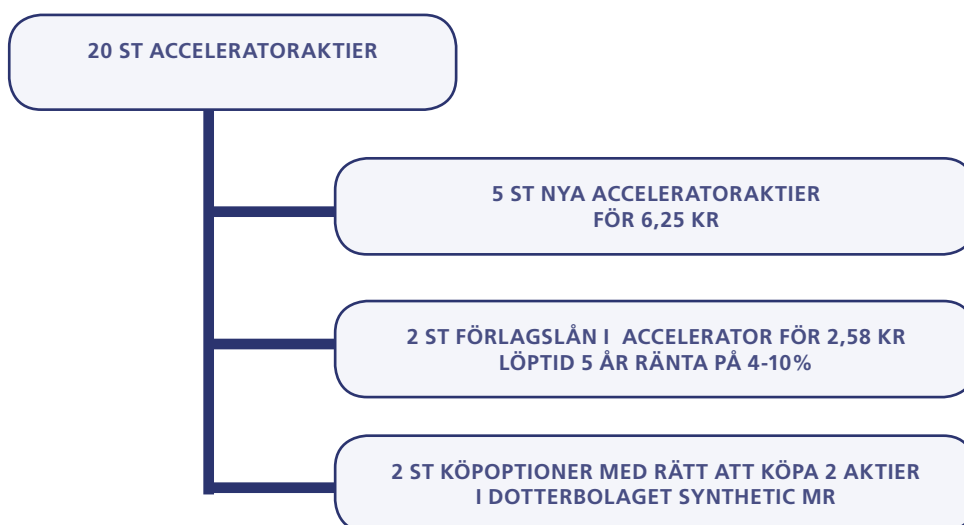 20 ST ACCELERATORAKTIER
5 ST NYA ACCELERATORAKTIER
FÖR 6,25 KR
2 ST FÖRLAGSLÅN I ACCELERATOR FÖR 2,58 KR
LÖPTID 5 ÅR RÄNTA PÅ 4-10%
2 ST KÖPOPTIONER MED RÄTT ATT KÖPA 2 AKTIER
I DOTTERBOLAGET SYNTHETIC MR